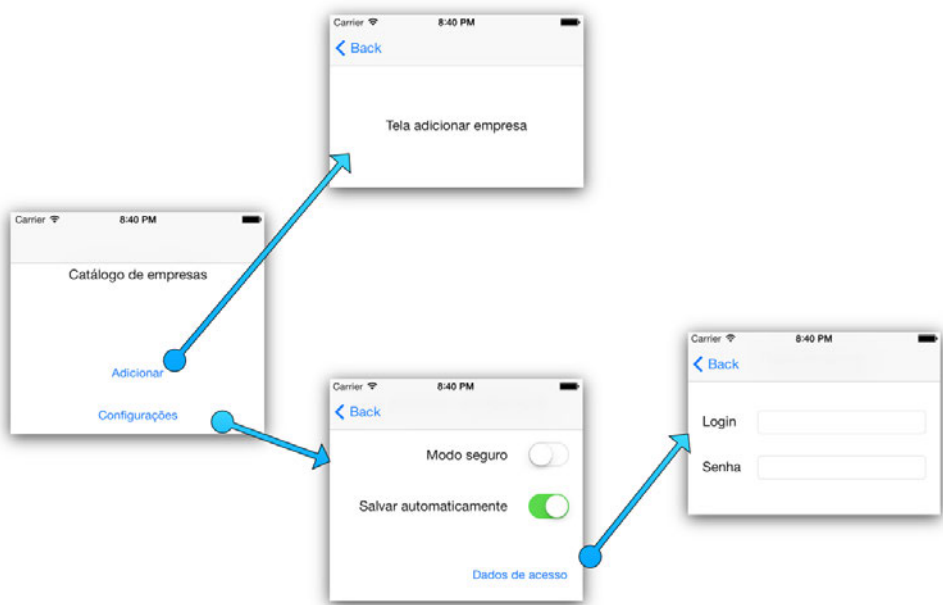 Carrier 8:40 PM
Back
Tela adicionar empresa
Carrier 8:40 PM
Catálogo de empresas
Adicionar
Configurações
Carrier 8:40 PM
Back
Modo seguro
Salvar automaticamente
Dados de acesso
Carrier 8:40 PM
Back
Login
Senha